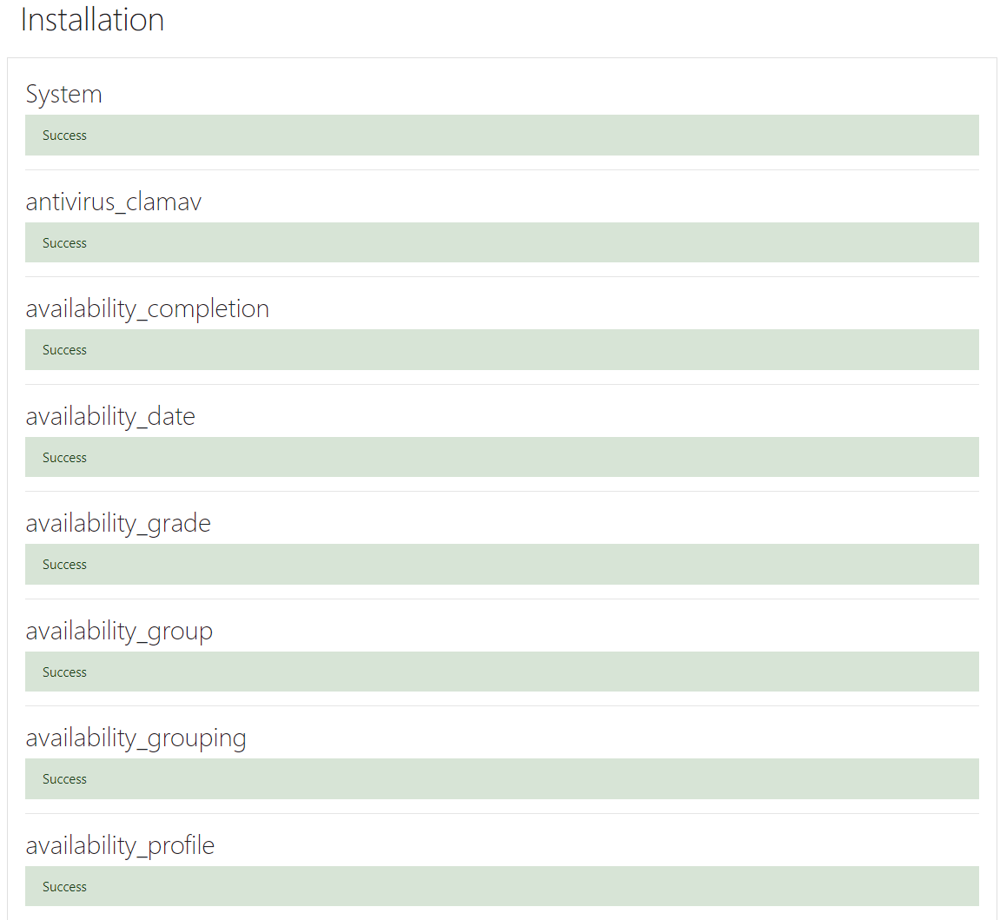 Installation
System
Success
antivirus_clamav
Success
availability_completion
Success
availability_date
Success
availability_grade
Success
availability_group
Success
availability_grouping
Success
availability_profile
Success